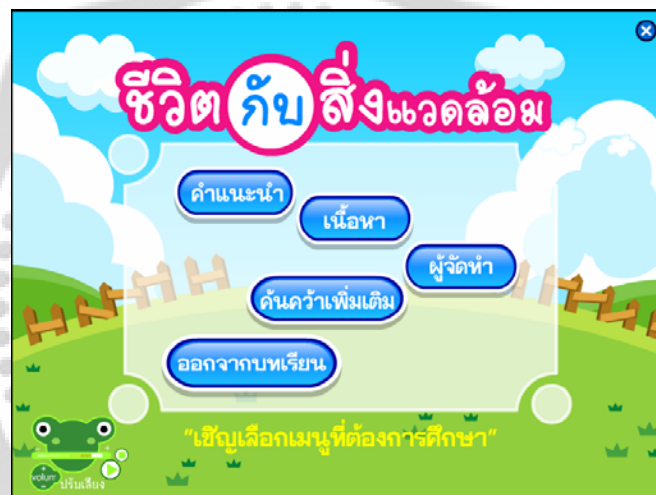 ชีวิตกับสิ่งแวดล้อม
คำแนะนำ
เนื้อหา
ผู้จัดทำ
ค้นคว้าเพิ่มเติม
ออกจากบทเรียน
"เชิญเลือกเมนูที่ต้องการศึกษา"
ปรับเสียง